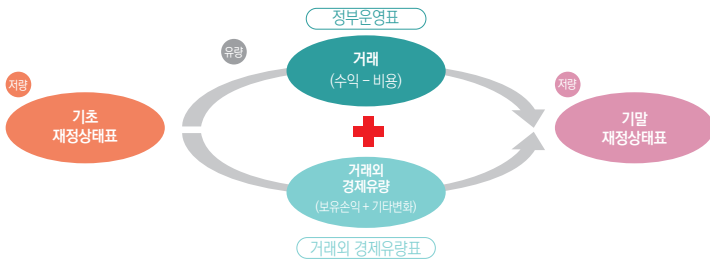 정부운영표
유량
거래
(수익 – 비용)
저량
기초
재정상태표
저량
기말
재정상태표
거래외
경제유량
(보유손익 + 기타변화)
거래외 경제유량표